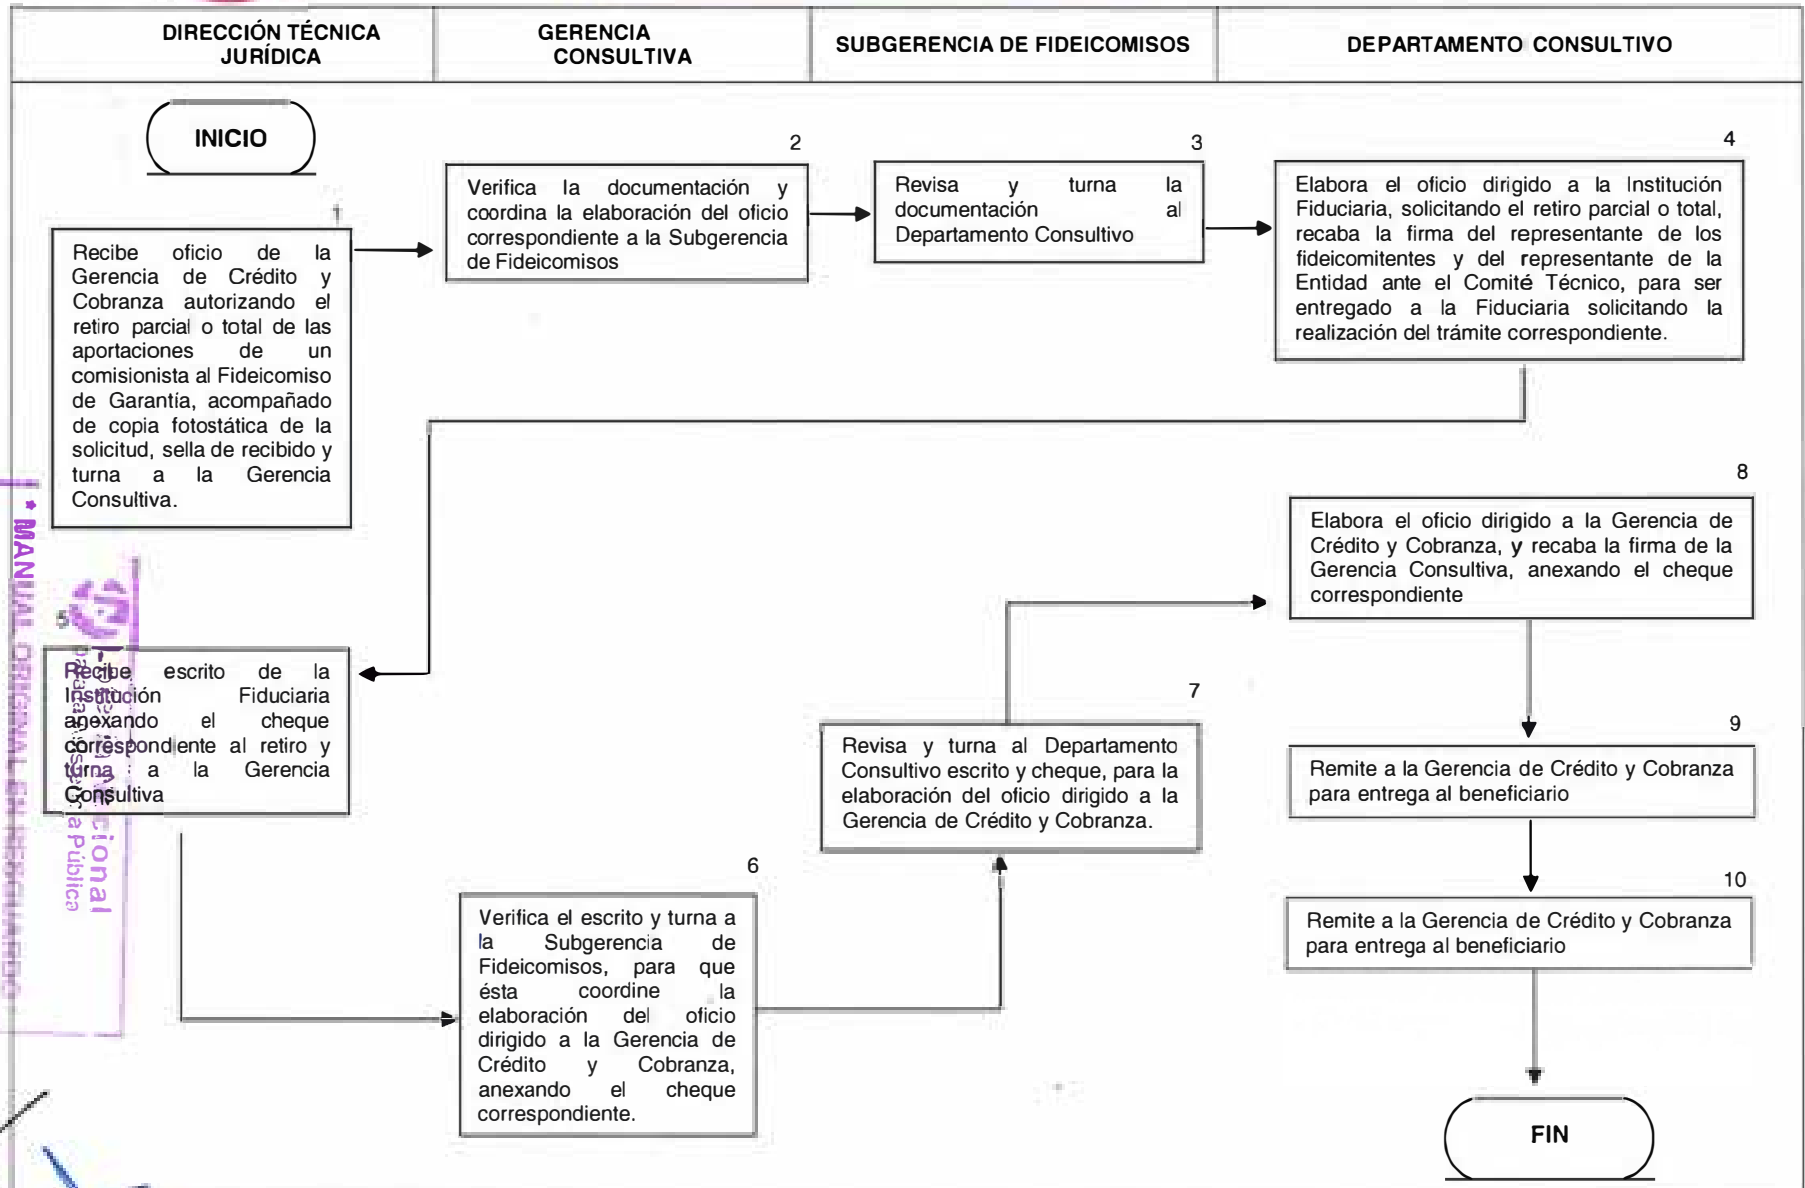 DIRECCIÓN TÉCNICA
JURÍDICA
GERENCIA
CONSULTIVA
SUBGERENCIA DE FIDEICOMISOS
DEPARTAMENTO CONSULTIVO
INICIO
1
Recibe oficio de la
Gerencia de Crédito y
Cobranza autorizando el
retiro parcial o total de las
aportaciones de un
comisionista al Fideicomiso
de Garantía, acompañado
de copia fotostática de la
solicitud, sella de recibido y
turna a la Gerencia
Consultiva.
2
Verifica la documentación y
coordina la elaboración del oficio
correspondiente a la Subgerencia
de Fideicomisos
3
Revisa y turna la
documentación al
Departamento Consultivo
4
Elabora el oficio dirigido a la Institución
Fiduciaria, solicitando el retiro parcial o total,
recaba la firma del representante de los
fideicomitentes y del representante de la
Entidad ante el Comité Técnico, para ser
entregado a la Fiduciaria solicitando la
realización del trámite correspondiente.
5
Recibe escrito de la
Institución Fiduciaria
anexando el cheque
correspondiente al retiro y
turna a la Gerencia
Consultiva
6
Verifica el escrito y turna a
la Subgerencia de
Fideicomisos, para que
ésta coordine la
elaboración del oficio
dirigido a la Gerencia de
Crédito y Cobranza,
anexando el cheque
correspondiente.
7
Revisa y turna al Departamento
Consultivo escrito y cheque, para la
elaboración del oficio dirigido a la
Gerencia de Crédito y Cobranza.
8
Elabora el oficio dirigido a la Gerencia de
Crédito y Cobranza, y recaba la firma de la
Gerencia Consultiva, anexando el cheque
correspondiente
9
Remite a la Gerencia de Crédito y Cobranza
para entrega al beneficiario
10
Remite a la Gerencia de Crédito y Cobranza
para entrega al beneficiario
FIN
* MANUAL ORIGINAL
Pública